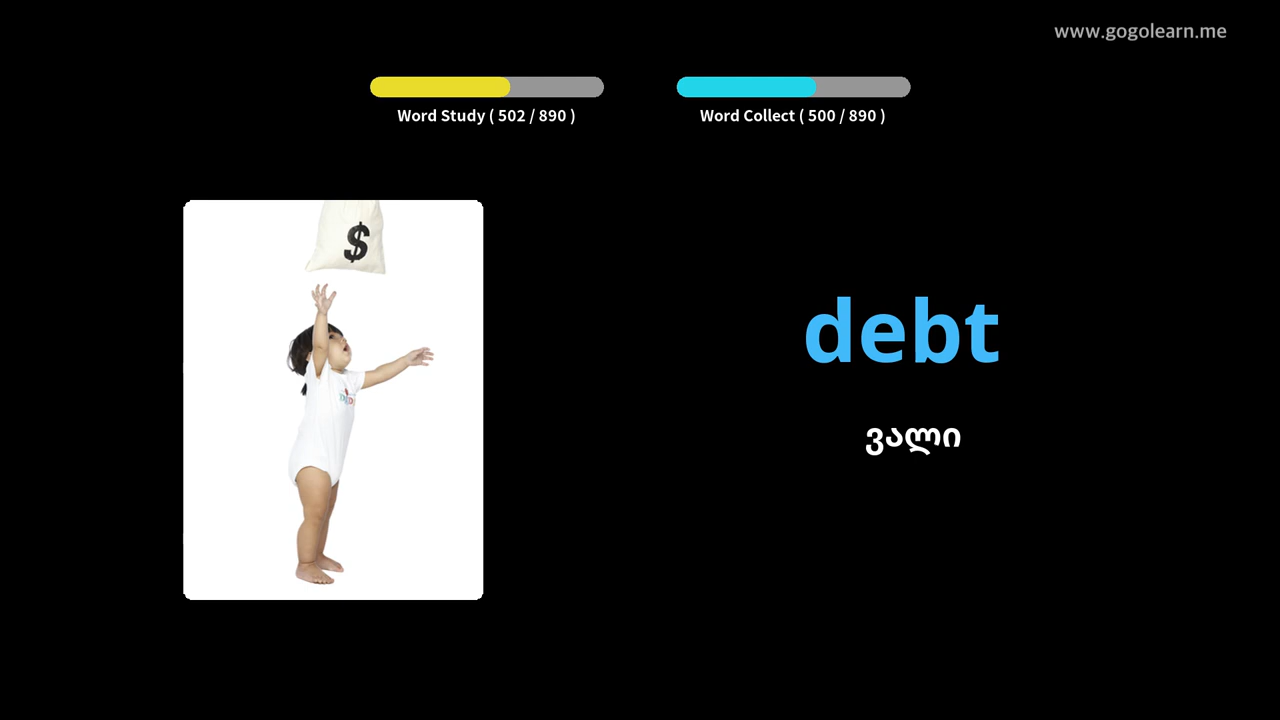 www.gogolearn.me
Word Study ( 502 / 890 )
Word Collect ( 500 / 890 )
$
debt
ვალი